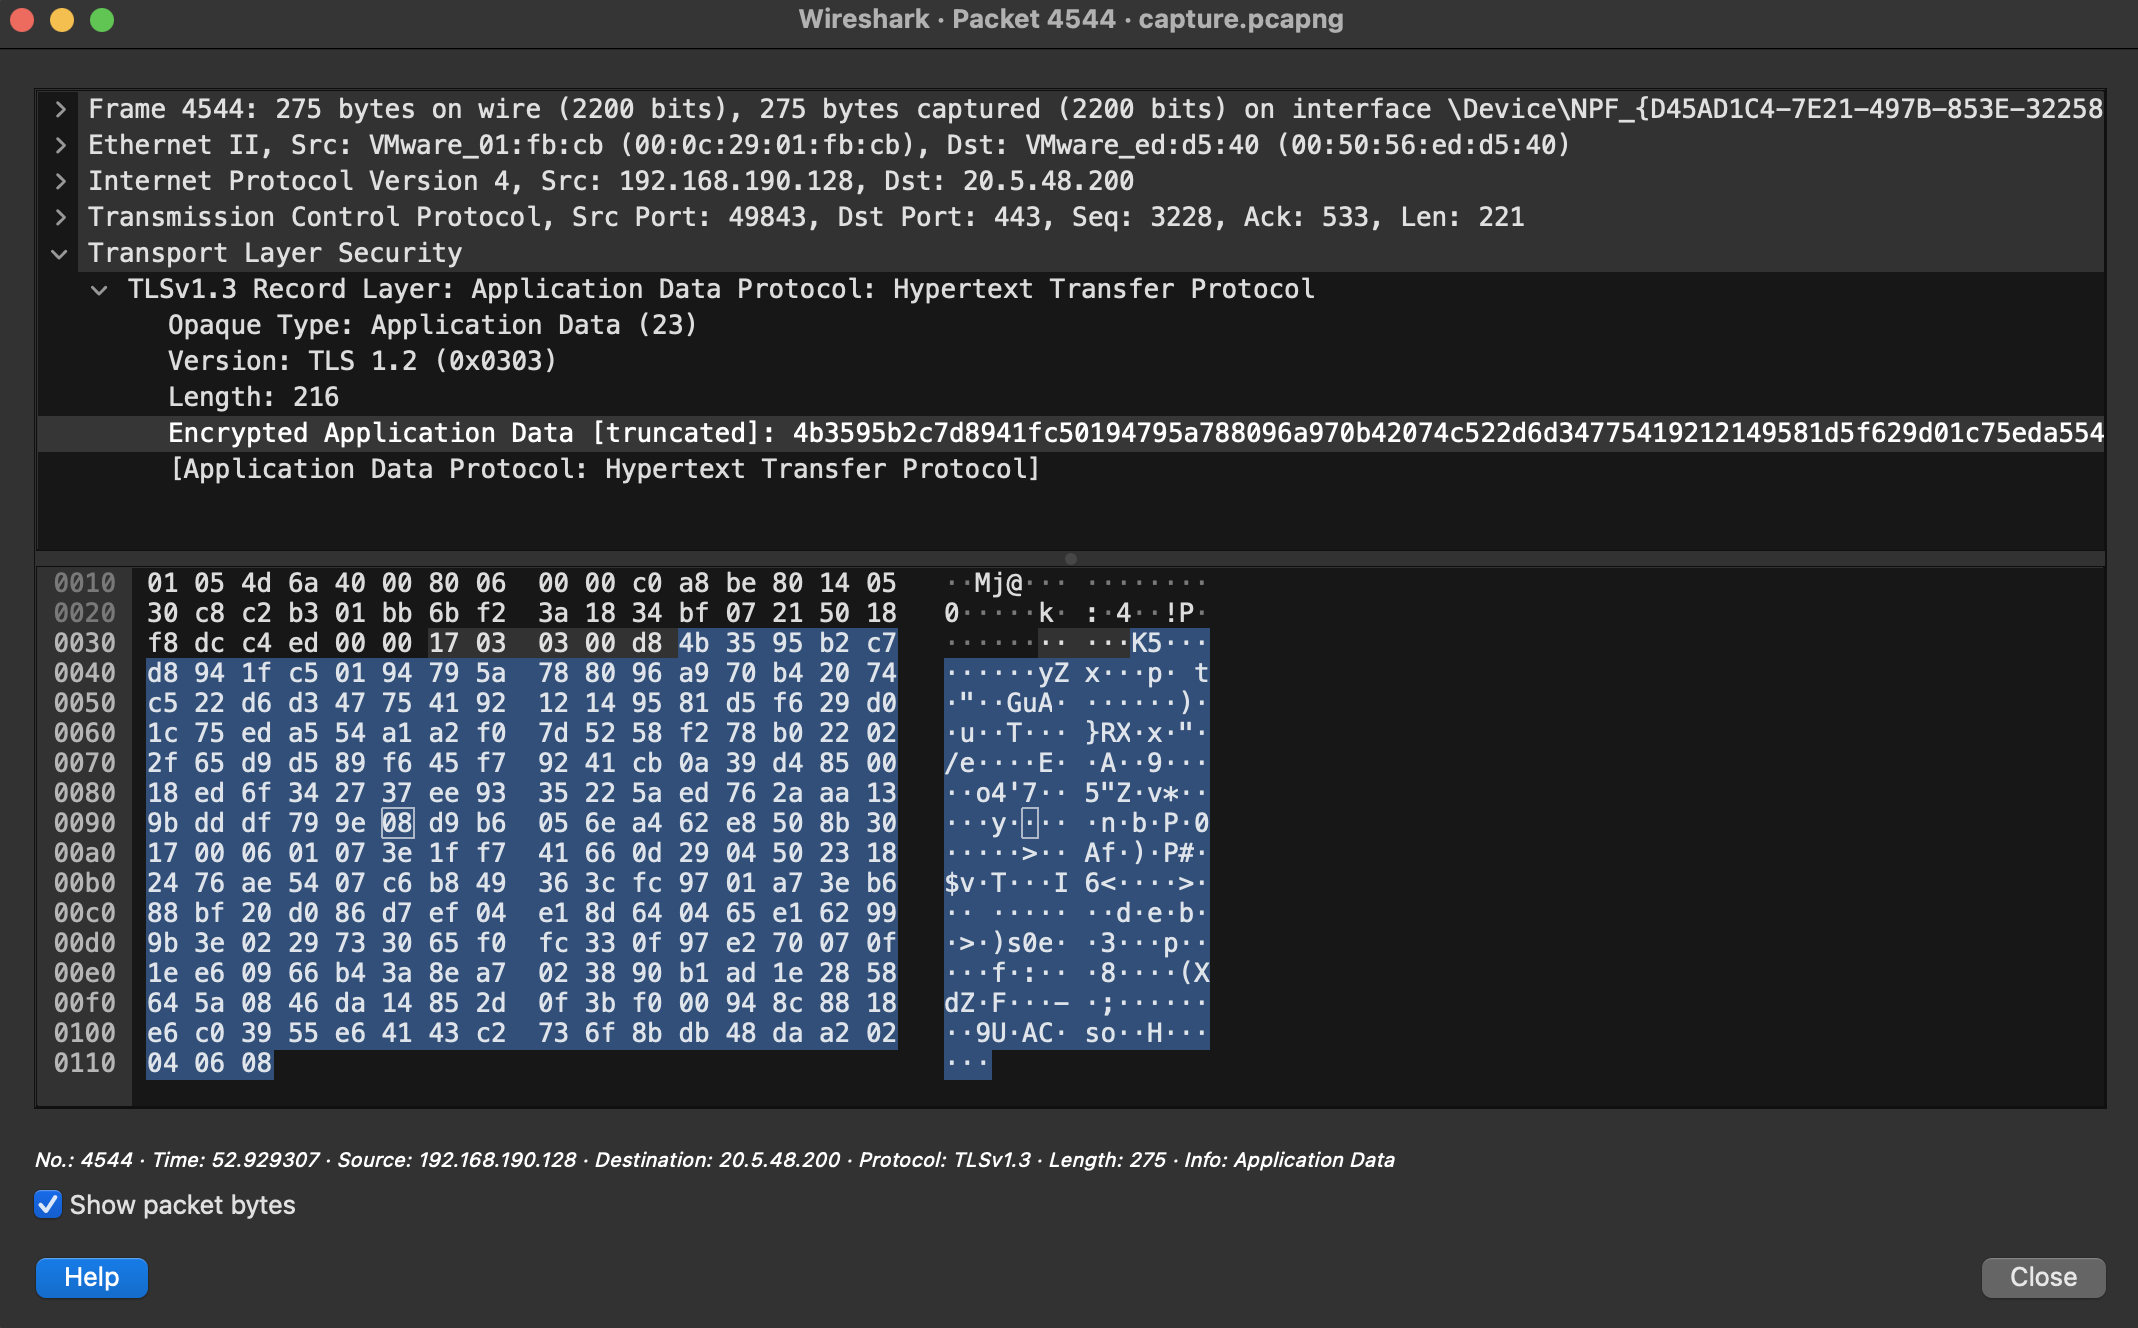 Wireshark · Packet 4544 · capture.pcapng
Frame 4544: 275 bytes on wire (2200 bits), 275 bytes captured (2200 bits) on interface \Device\NPF_{D45AD1C4-7E21-497B-853E-32258
Ethernet II, Src: VMware_01:fb:cb (00:0c:29:01:fb:cb), Dst: VMware_ed:d5:40 (00:50:56:ed:d5:40)
Internet Protocol Version 4, Src: 192.168.190.128, Dst: 20.5.48.200
Transmission Control Protocol, Src Port: 49843, Dst Port: 443, Seq: 3228, Ack: 533, Len: 221
Transport Layer Security
TLSv1.3 Record Layer: Application Data Protocol: Hypertext Transfer Protocol
Opaque Type: Application Data (23)
Version: TLS 1.2 (0x0303)
Length: 216
Encrypted Application Data [truncated]: 4b3595b2c7d8941fc50194795a788096a970b42074c522d6d34775419212149581d5f629d01c75eda554
[Application Data Protocol: Hypertext Transfer Protocol]
0010 01 05 4d 6a 40 00 80 06 00 00 c0 a8 be 80 14 05 ··Mj@··· ········
0020 30 c8 c2 b3 01 bb 6b f2 3a 18 34 bf 07 21 50 18 0·····k· :·4··!P·
0030 f8 dc c4 ed 00 00 17 03 03 00 d8 4b 35 95 b2 c7 ········ ···K5···
0040 d8 94 1f c5 01 94 79 5a 78 80 96 a9 70 b4 20 74 ······yZ x···p· t
0050 c5 22 d6 d3 47 75 41 92 12 14 95 81 d5 f6 29 d0 ·"··GuA· ······)·
0060 1c 75 ed a5 54 a1 a2 f0 7d 52 58 f2 78 b0 22 02 ·u··T··· }RX·x·"·
0070 2f 65 d9 d5 89 f6 45 f7 92 41 cb 0a 39 d4 85 00 /e····E· ·A··9···
0080 18 ed 6f 34 27 37 ee 93 35 22 5a ed 76 2a aa 13 ··o4'7·· 5"Z·v*··
0090 9b dd df 79 9e 08 d9 b6 05 6e a4 62 e8 50 8b 30 ···y···· ·n·b·P·0
00a0 17 00 06 01 07 3e 1f f7 41 66 0d 29 04 50 23 18 ·····>·· Af·)·P#·
00b0 24 76 ae 54 07 c6 b8 49 36 3c fc 97 01 a7 3e b6 $v·T···I 6<····>·
00c0 88 bf 20 d0 86 d7 ef 04 e1 8d 64 04 65 e1 62 99 ·· ····· ··d·e·b·
00d0 9b 3e 02 29 73 30 65 f0 fc 33 0f 97 e2 70 07 0f ·>·)s0e· ·3···p··
00e0 1e e6 09 66 b4 3a 8e a7 02 38 90 b1 ad 1e 28 58 ···f·:·· ·8····(X
00f0 64 5a 08 46 da 14 85 2d 0f 3b f0 00 94 8c 88 18 dZ·F···- ·;······
0100 e6 c0 39 55 e6 41 43 c2 73 6f 8b db 48 da a2 02 ··9U·AC· so··H···
0110 04 06 08 ···
No.: 4544 · Time: 52.929307 · Source: 192.168.190.128 · Destination: 20.5.48.200 · Protocol: TLSv1.3 · Length: 275 · Info: Application Data
Show packet bytes
Help
Close